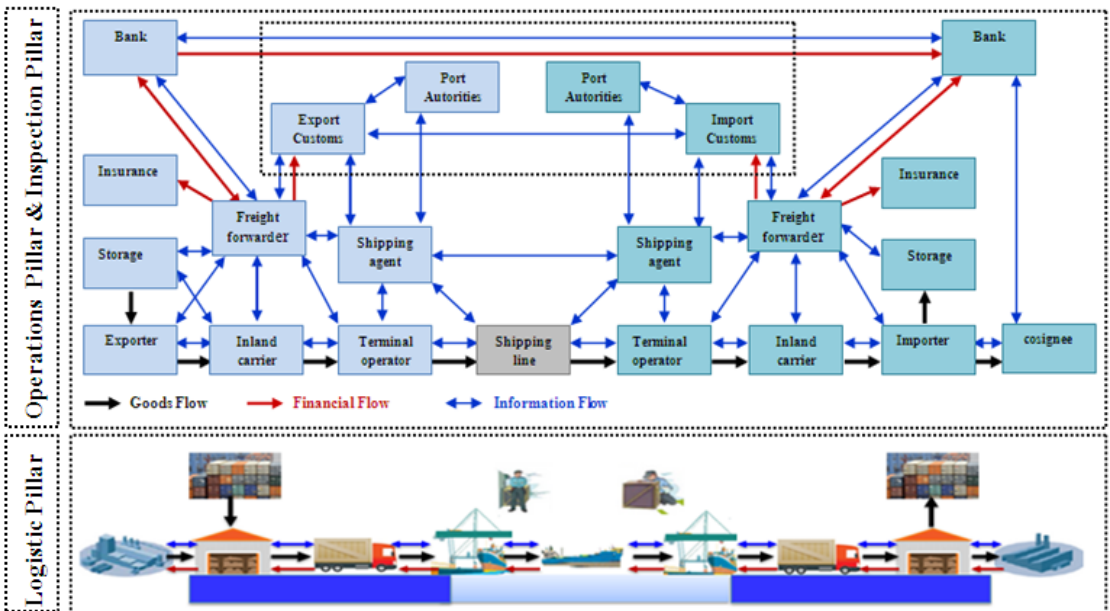 Operations Pillar & Inspection Pillar
Bank
Bank
Port
Autorities
Port
Autorities
Export
Customs
Import
Customs
Insurance
Insurance
Freight
forwarder
Freight
forwarder
Shipping
agent
Shipping
agent
Storage
Storage
Exporter
Inland
carrier
Terminal
operator
Shipping
line
Terminal
operator
Inland
carrier
Importer
cosignee
Goods Flow
Financial Flow
Information Flow
Logistic Pillar